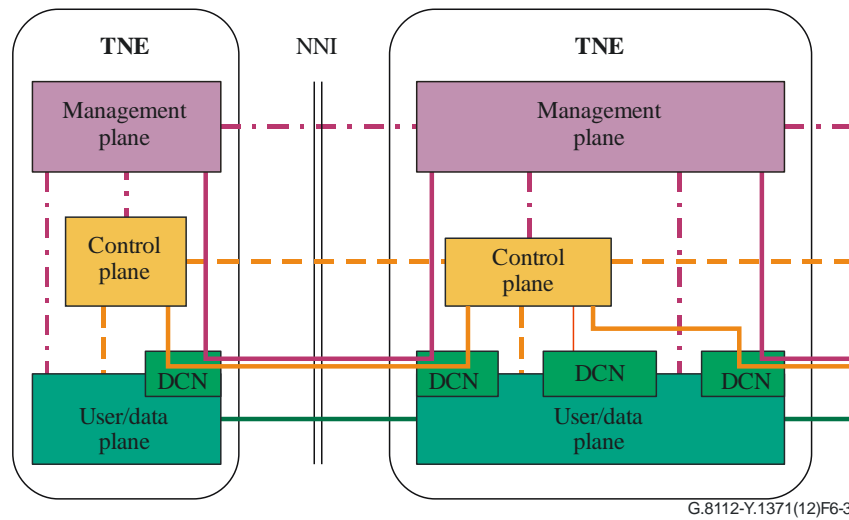 TNE
NNI
TNE
Management
plane
Management
plane
Control
plane
Control
plane
DCN
DCN
DCN
DCN
User/data
plane
User/data
plane
G.8112-Y.1371(12)F6-3